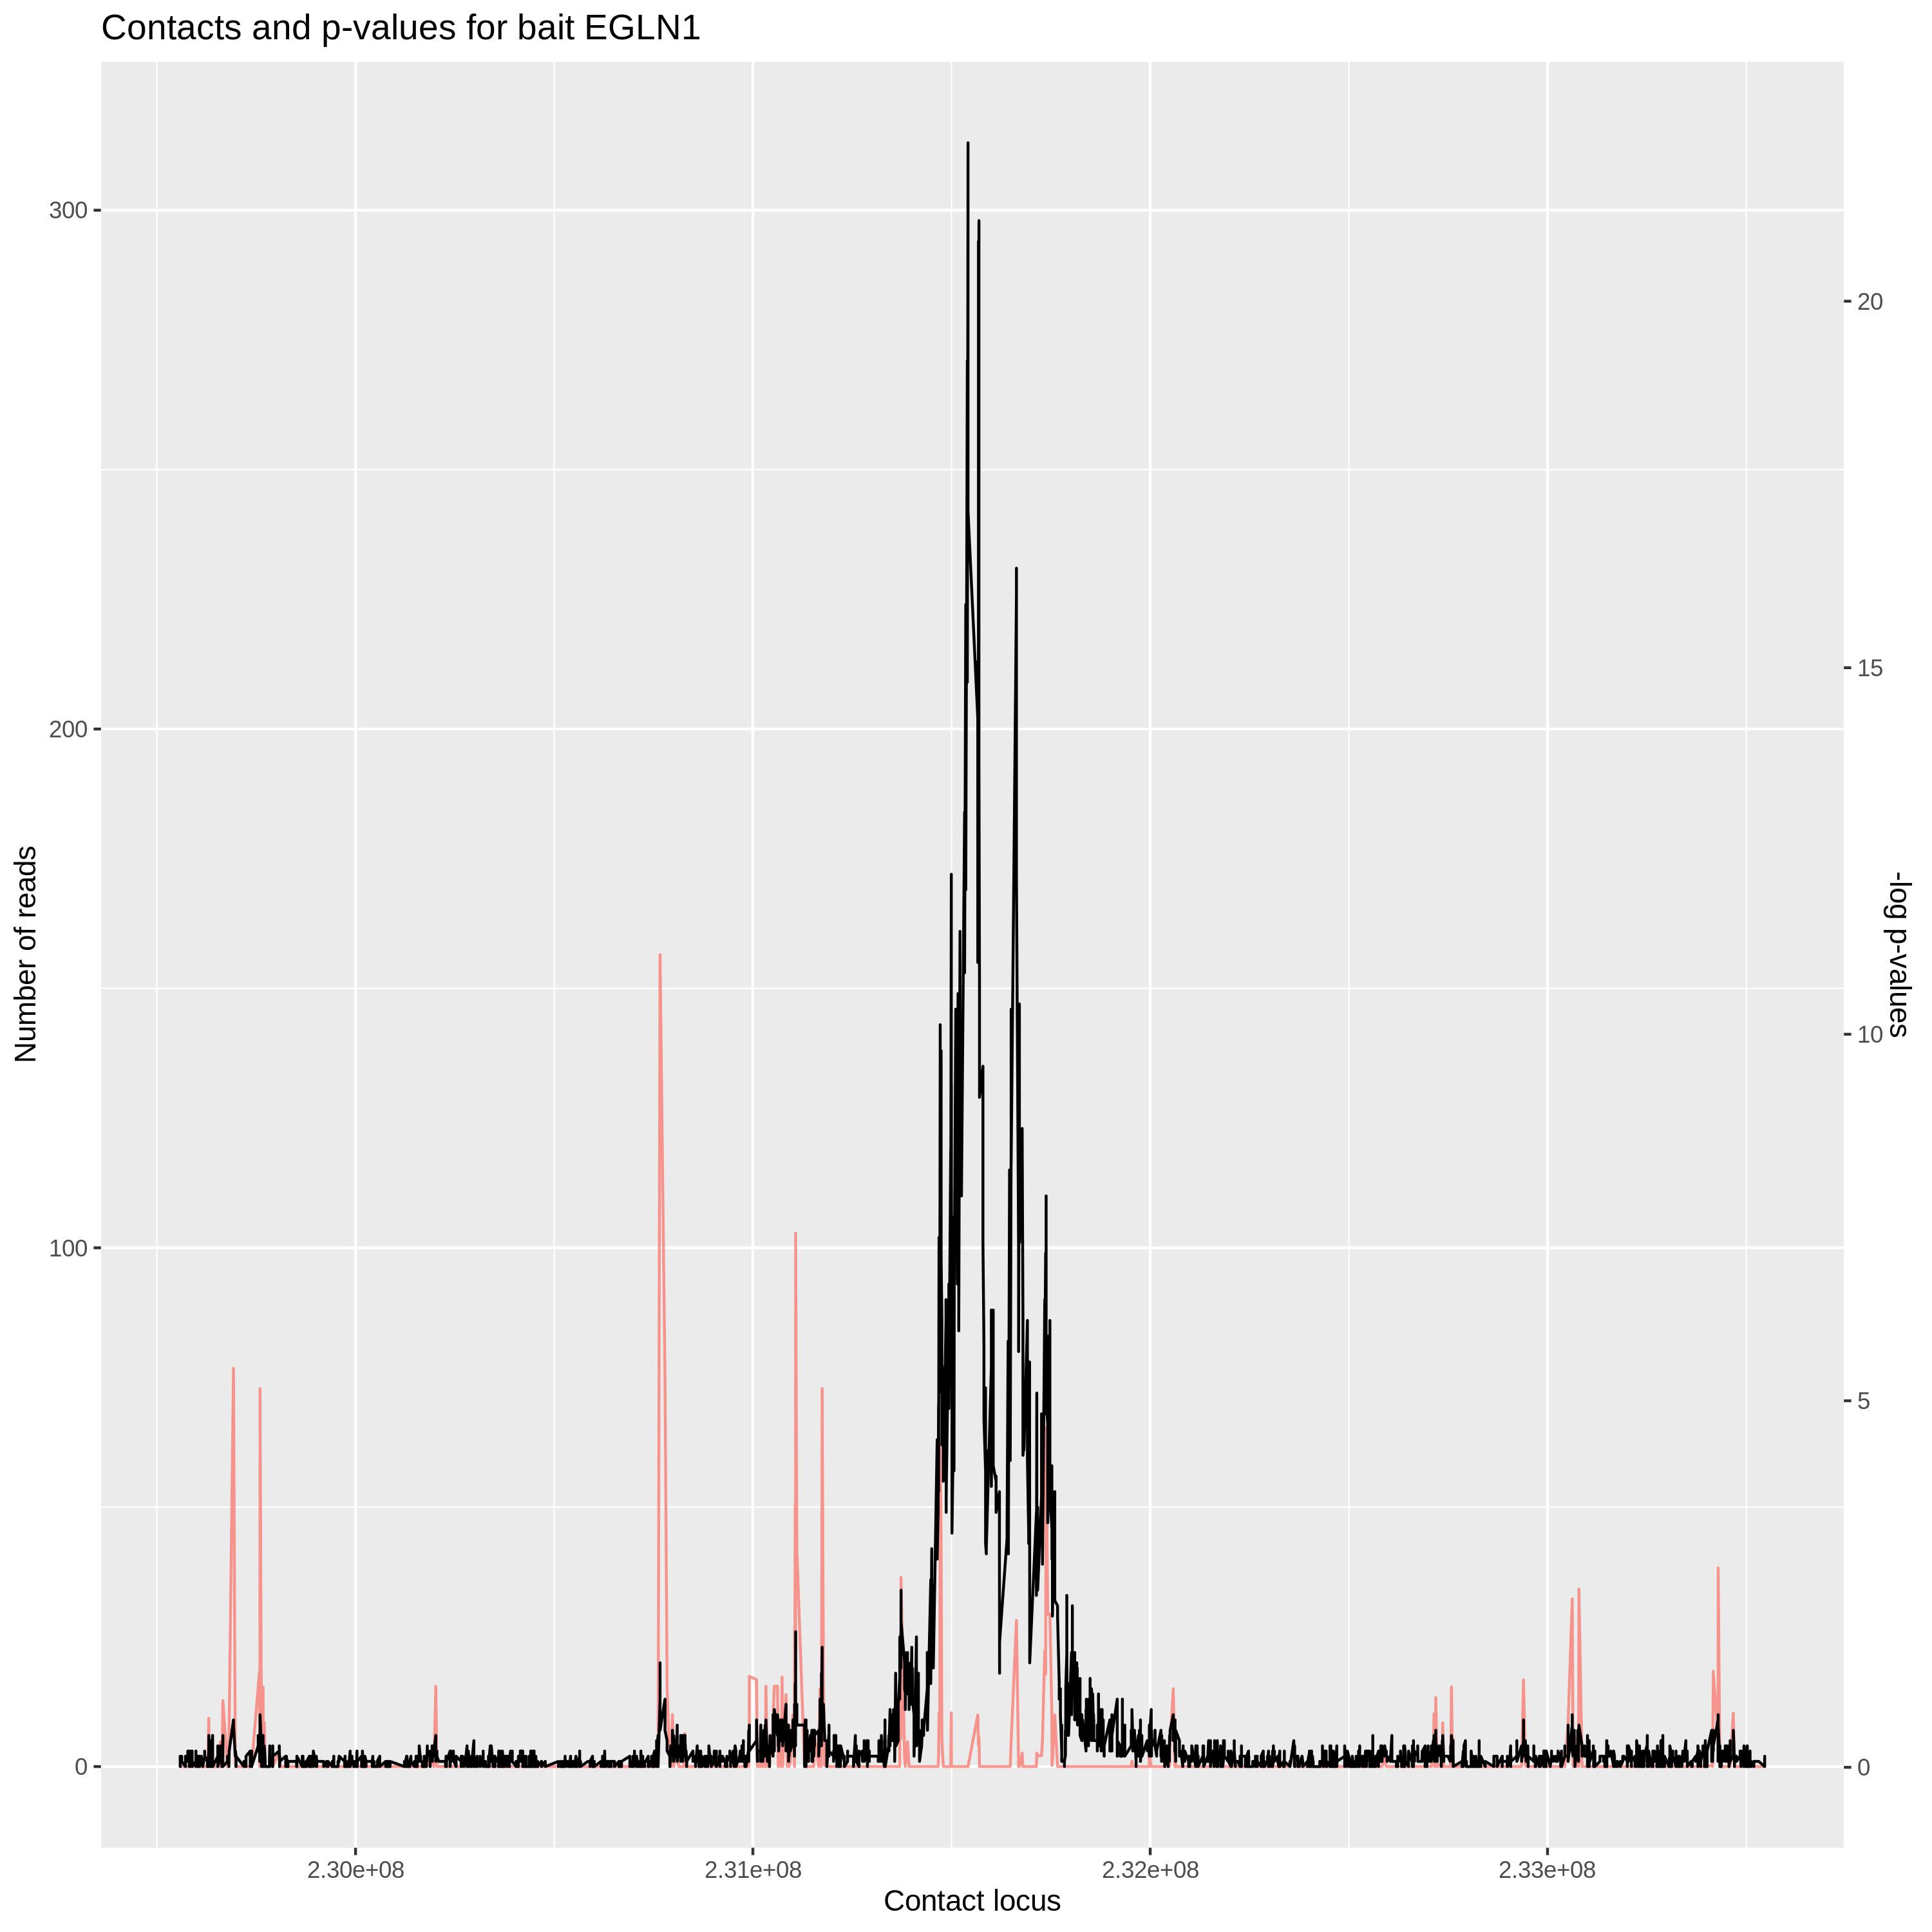 Contacts and p-values for bait EGLN1
300
200
100
0
Number of reads
20
15
10
5
0
-log p-values
2.30e+08
2.31e+08
2.32e+08
2.33e+08
Contact locus